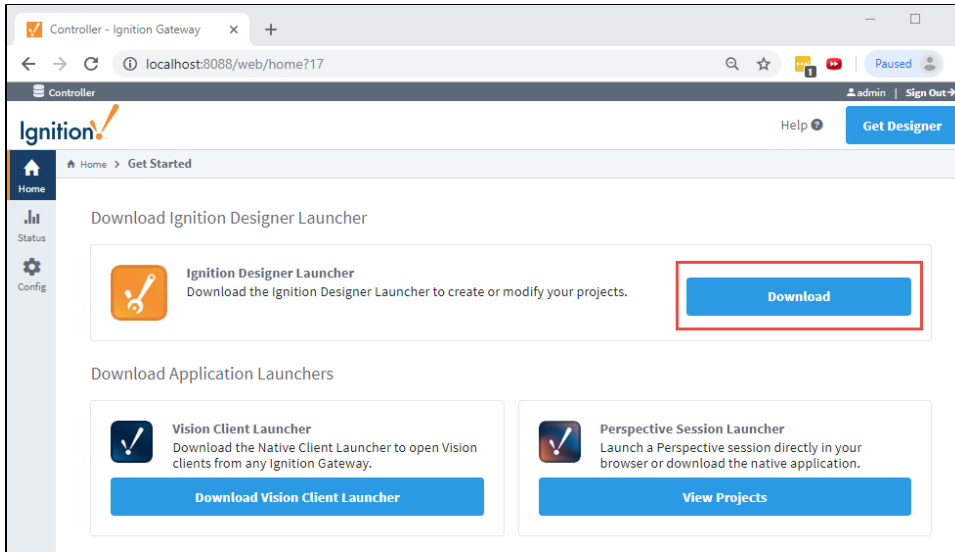 Controller - Ignition Gateway
localhost:8088/web/home?17
1
Paused
Controller
admin | Sign Out
Ignition!
Help
Get Designer
Home
Home > Get Started
Status
Config
Download Ignition Designer Launcher
Ignition Designer Launcher
Download the Ignition Designer Launcher to create or modify your projects.
Download
Download Application Launchers
Vision Client Launcher
Download the Native Client Launcher to open Vision
clients from any Ignition Gateway.
Download Vision Client Launcher
Perspective Session Launcher
Launch a Perspective session directly in your
browser or download the native application.
View Projects